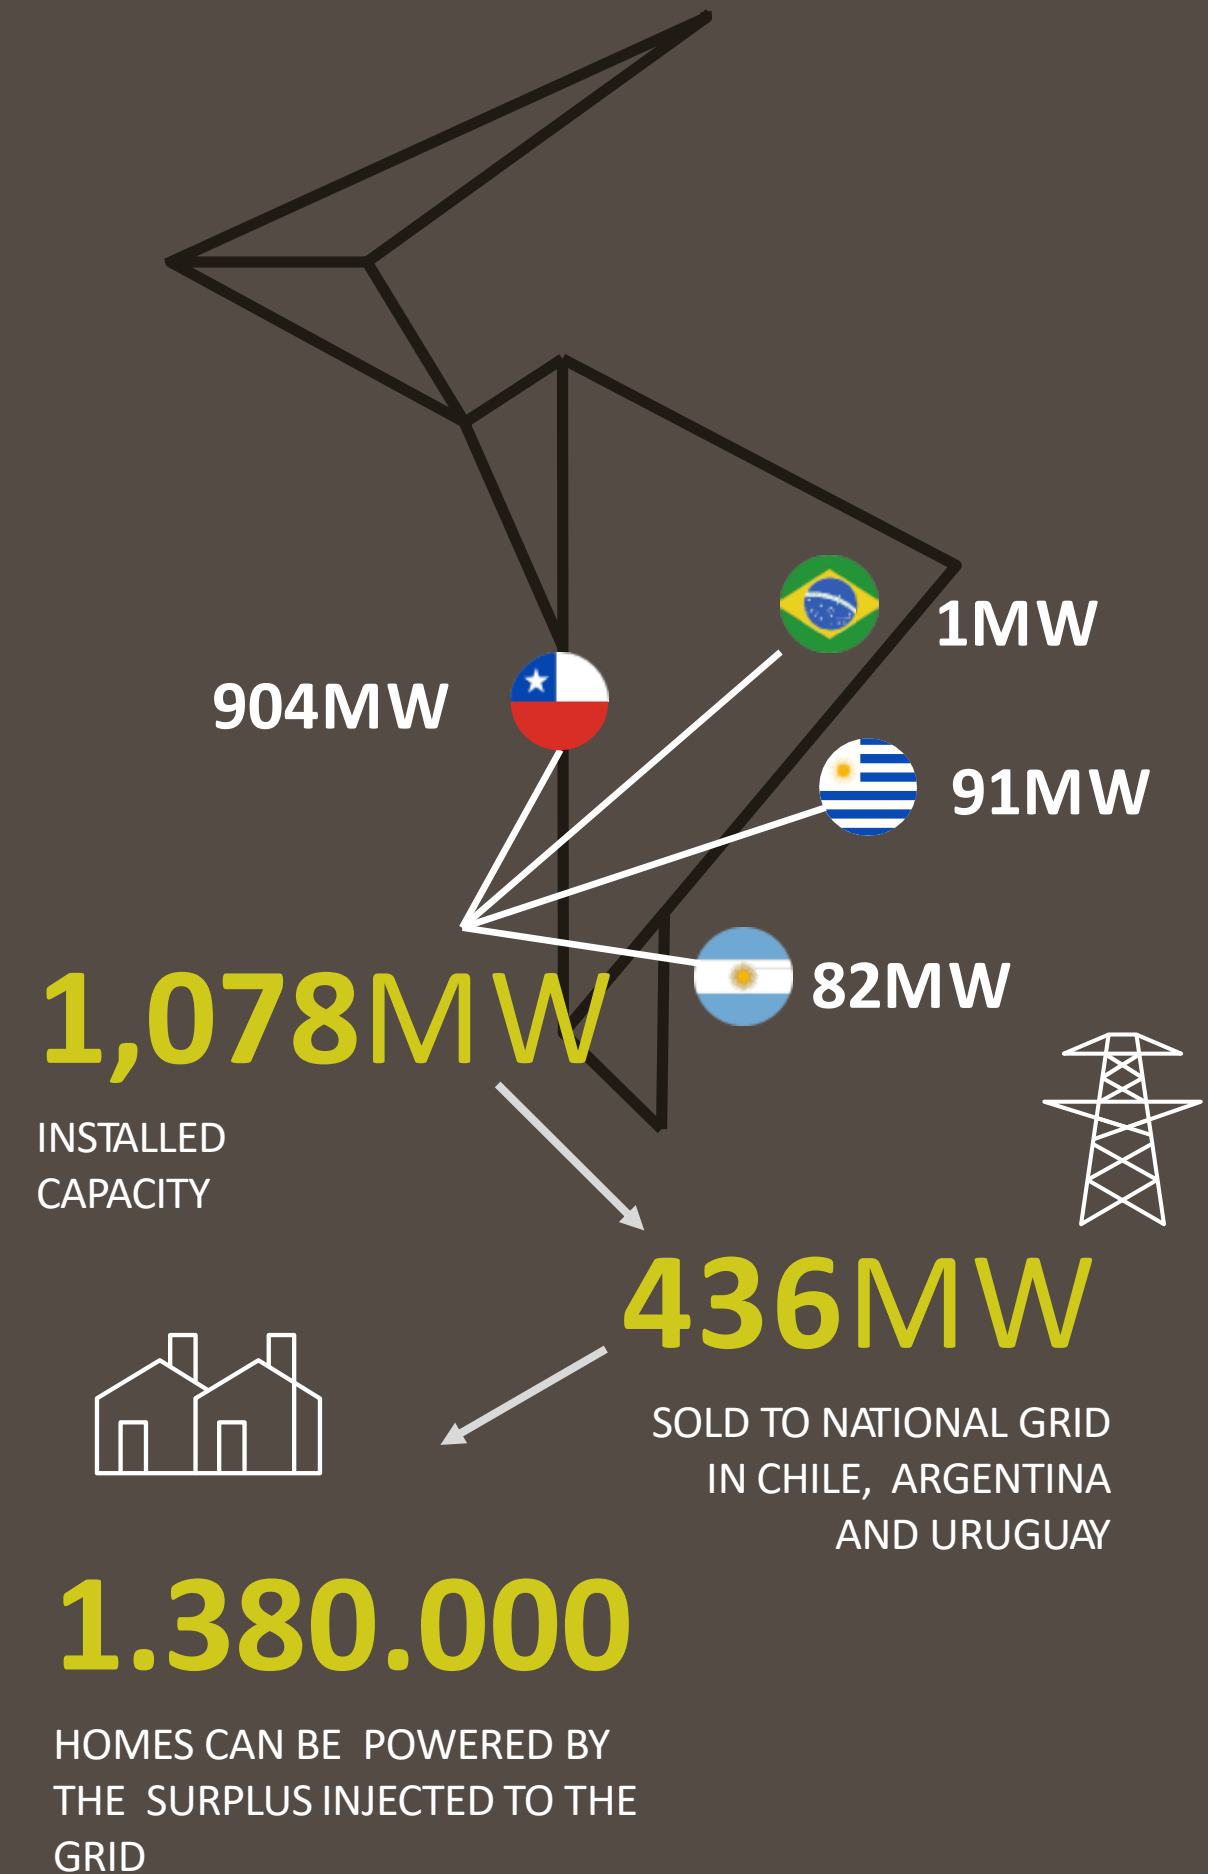 1MW
904MW
91MW
82MW
1,078MW
INSTALLED
CAPACITY
436MW
SOLD TO NATIONAL GRID
IN CHILE, ARGENTINA
AND URUGUAY
1.380.000
HOMES CAN BE POWERED BY
THE SURPLUS INJECTED TO THE
GRID